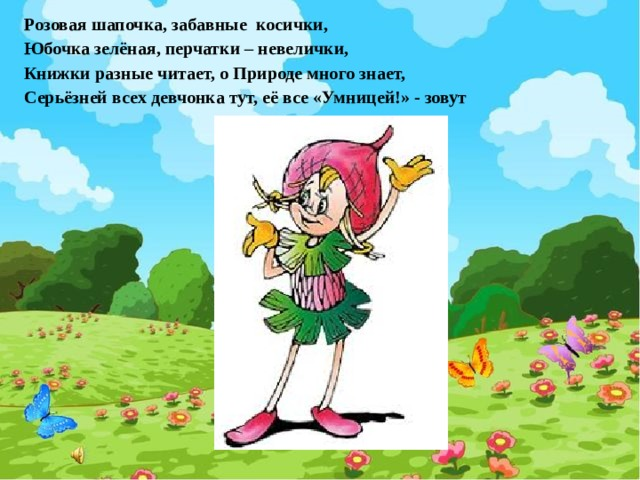 Розовая шапочка, забавные косички,
Юбочка зелёная, перчатки – невелички,
Книжки разные читает, о Природе много знает,
Серьёзней всех девчонка тут, её все «Умницей!» - зовут